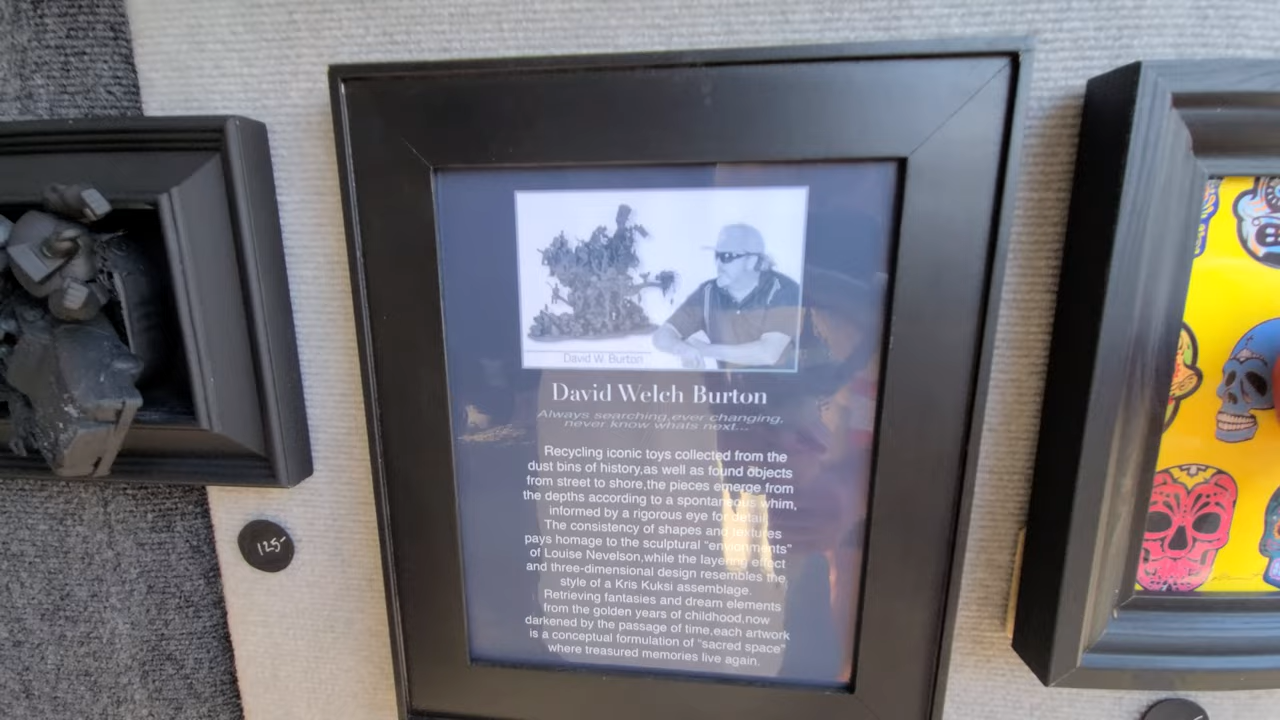 David W. Burton
David Welch Burton
Always searching,ever changing,
never know whats next...
Recycling iconic toys collected from the
dust bins of history,as well as found objects
from street to shore,the pieces emerge from
the depths according to a spontaneous whim,
informed by a rigorous eye for detail.
The consistency of shapes and textures
pays homage to the sculptural "environments"
of Louise Nevelson,while the layering effect
and three-dimensional design resembles the
style of a Kris Kuksi assemblage.
Retrieving fantasies and dream elements
from the golden years of childhood,now
darkened by the passage of time,each artwork
is a conceptual formulation of "sacred space"
where treasured memories live again.
125-